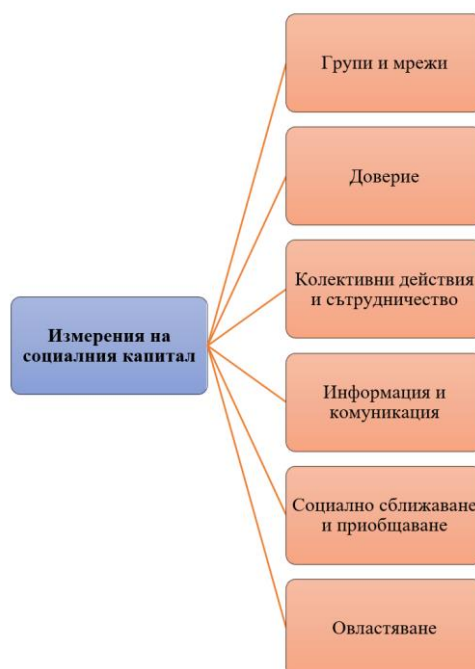 Групи и мрежи
Доверие
Колективни действия
и сътрудничество
Измерения на
социалния капитал
Информация и
комуникация
Социално сближаване
и приобщаване
Овластяване